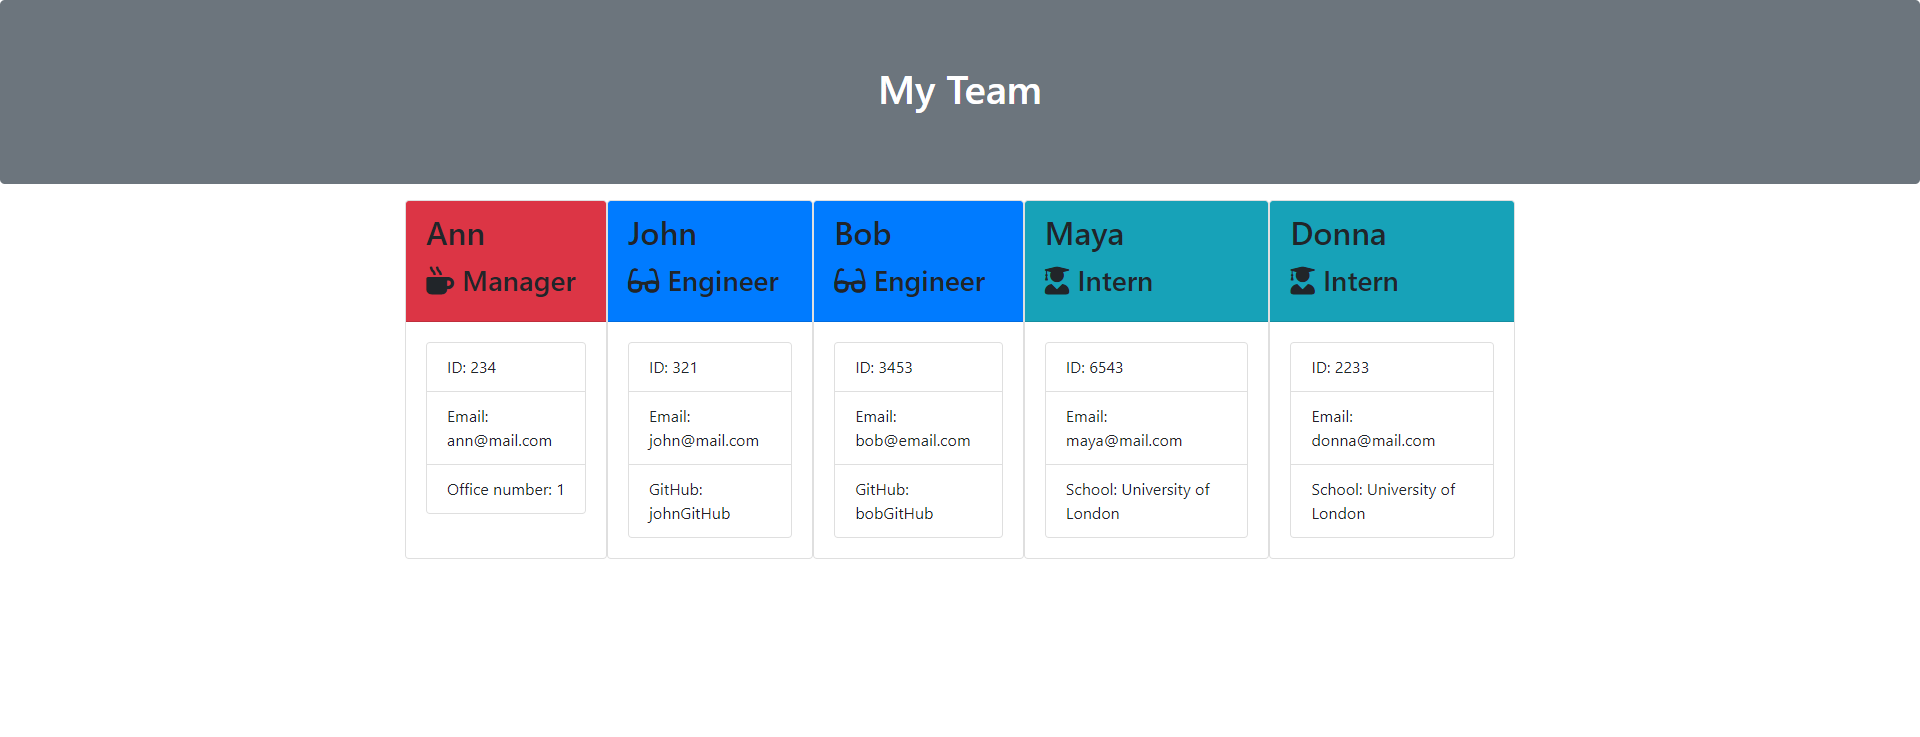 My Team
Ann
Manager
ID: 234
Email:
ann@mail.com
Office number: 1
John
Engineer
ID: 321
Email:
john@mail.com
GitHub:
johnGitHub
Bob
Engineer
ID: 3453
Email:
bob@email.com
GitHub:
bobGitHub
Maya
Intern
ID: 6543
Email:
maya@mail.com
School: University of
London
Donna
Intern
ID: 2233
Email:
donna@mail.com
School: University of
London